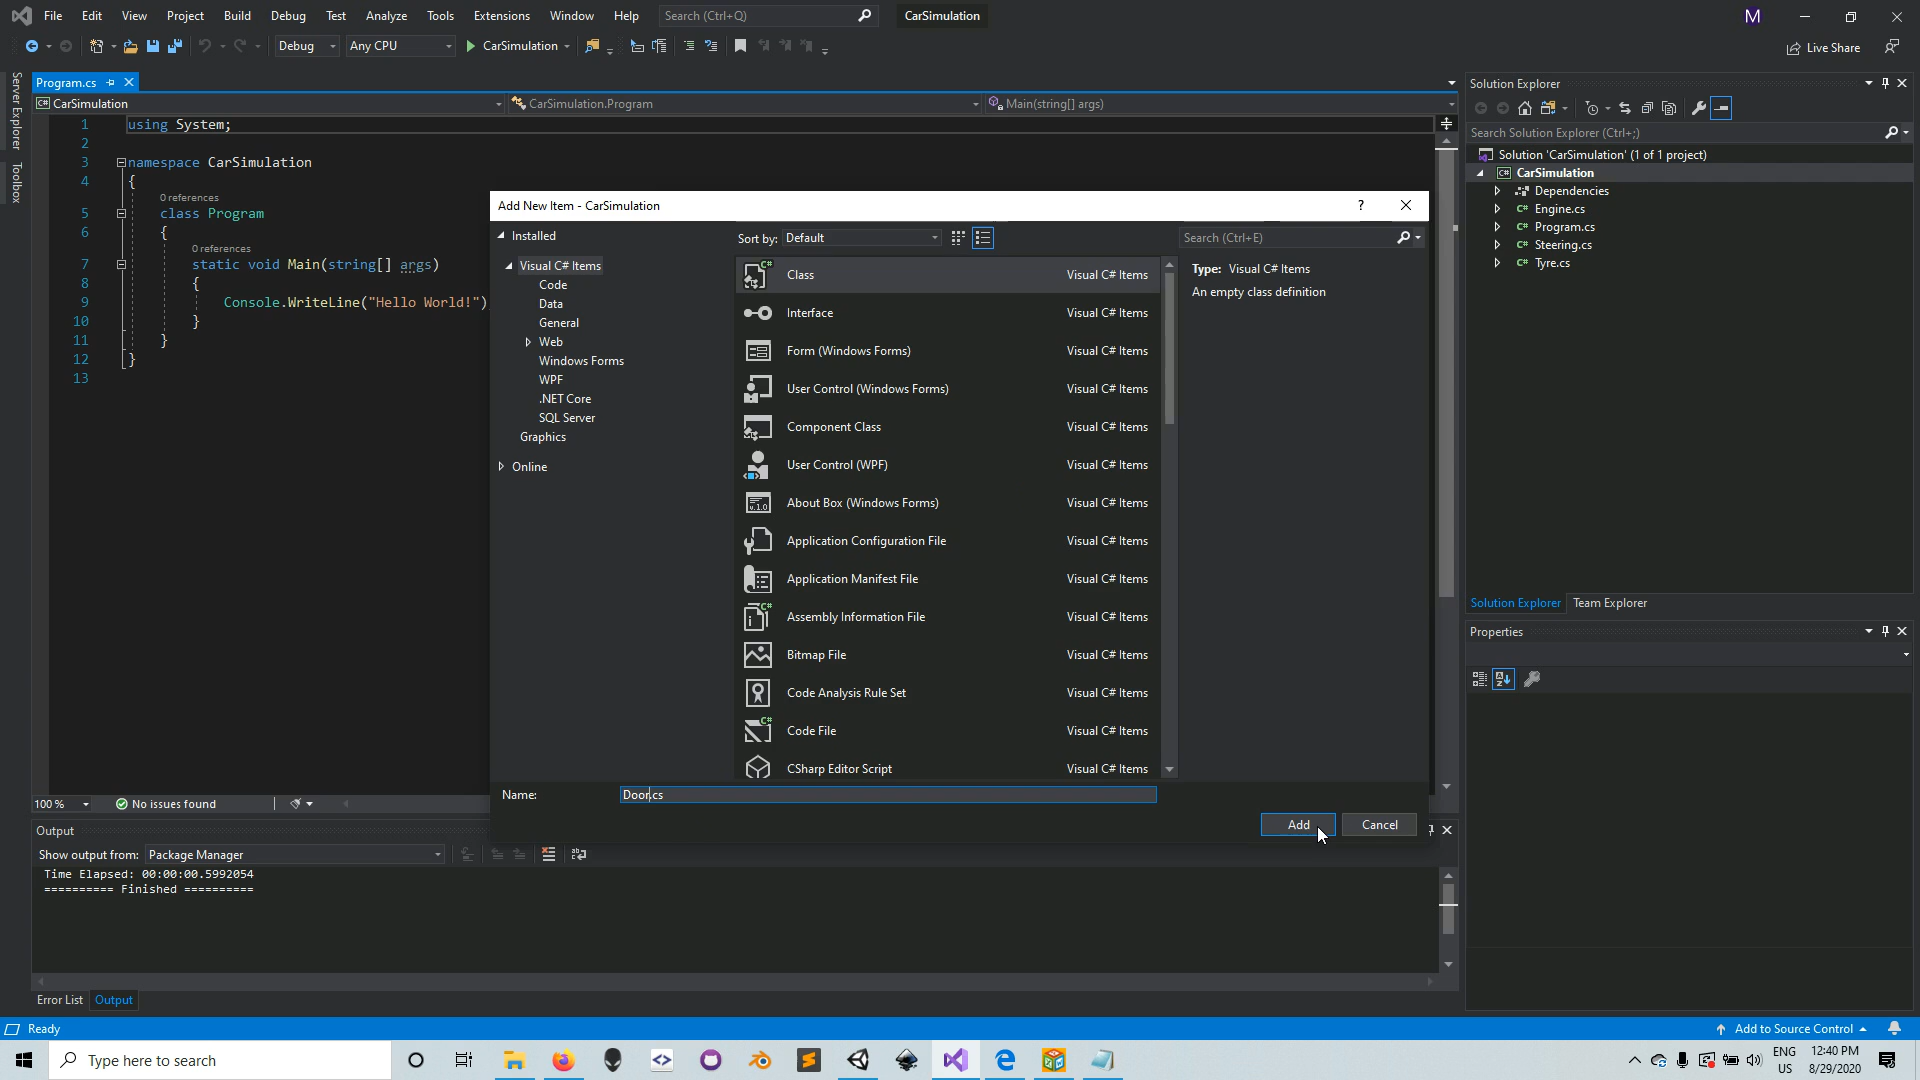 File Edit View Project Build Debug Test Analyze Tools Extensions Window Help Search (Ctrl+Q) CarSimulation M
Debug Any CPU CarSimulation Live Share
Server Explorer
Toolbox
Program.cs
CarSimulation CarSimulation.Program Main(string[] args)
1 using System;
2
3 namespace CarSimulation
4 {
0 references
5 class Program
6 {
0 references
7 static void Main(string[] args)
8 {
9 Console.WriteLine("Hello World!")
10 }
11 }
12 }
13
100 % No issues found
Add New Item - CarSimulation ?
Installed
Visual C# Items
Code
Data
General
Web
Windows Forms
WPF
.NET Core
SQL Server
Graphics
Online
Sort by: Default Search (Ctrl+E)
Class Visual C# Items
Interface Visual C# Items
Form (Windows Forms) Visual C# Items
User Control (Windows Forms) Visual C# Items
Component Class Visual C# Items
User Control (WPF) Visual C# Items
About Box (Windows Forms) Visual C# Items
Application Configuration File Visual C# Items
Application Manifest File Visual C# Items
Assembly Information File Visual C# Items
Bitmap File Visual C# Items
Code Analysis Rule Set Visual C# Items
Code File Visual C# Items
CSharp Editor Script Visual C# Items
Type: Visual C# Items
An empty class definition
Name: Door.cs
Add Cancel
Solution Explorer
Search Solution Explorer (Ctrl+;)
Solution 'CarSimulation' (1 of 1 project)
CarSimulation
Dependencies
C# Engine.cs
C# Program.cs
C# Steering.cs
C# Tyre.cs
Solution Explorer Team Explorer
Properties
Output
Show output from: Package Manager
Time Elapsed: 00:00:00.5992054
========== Finished ==========
Error List Output
Ready Add to Source Control
Type here to search
ENG
US
12:40 PM
8/29/2020